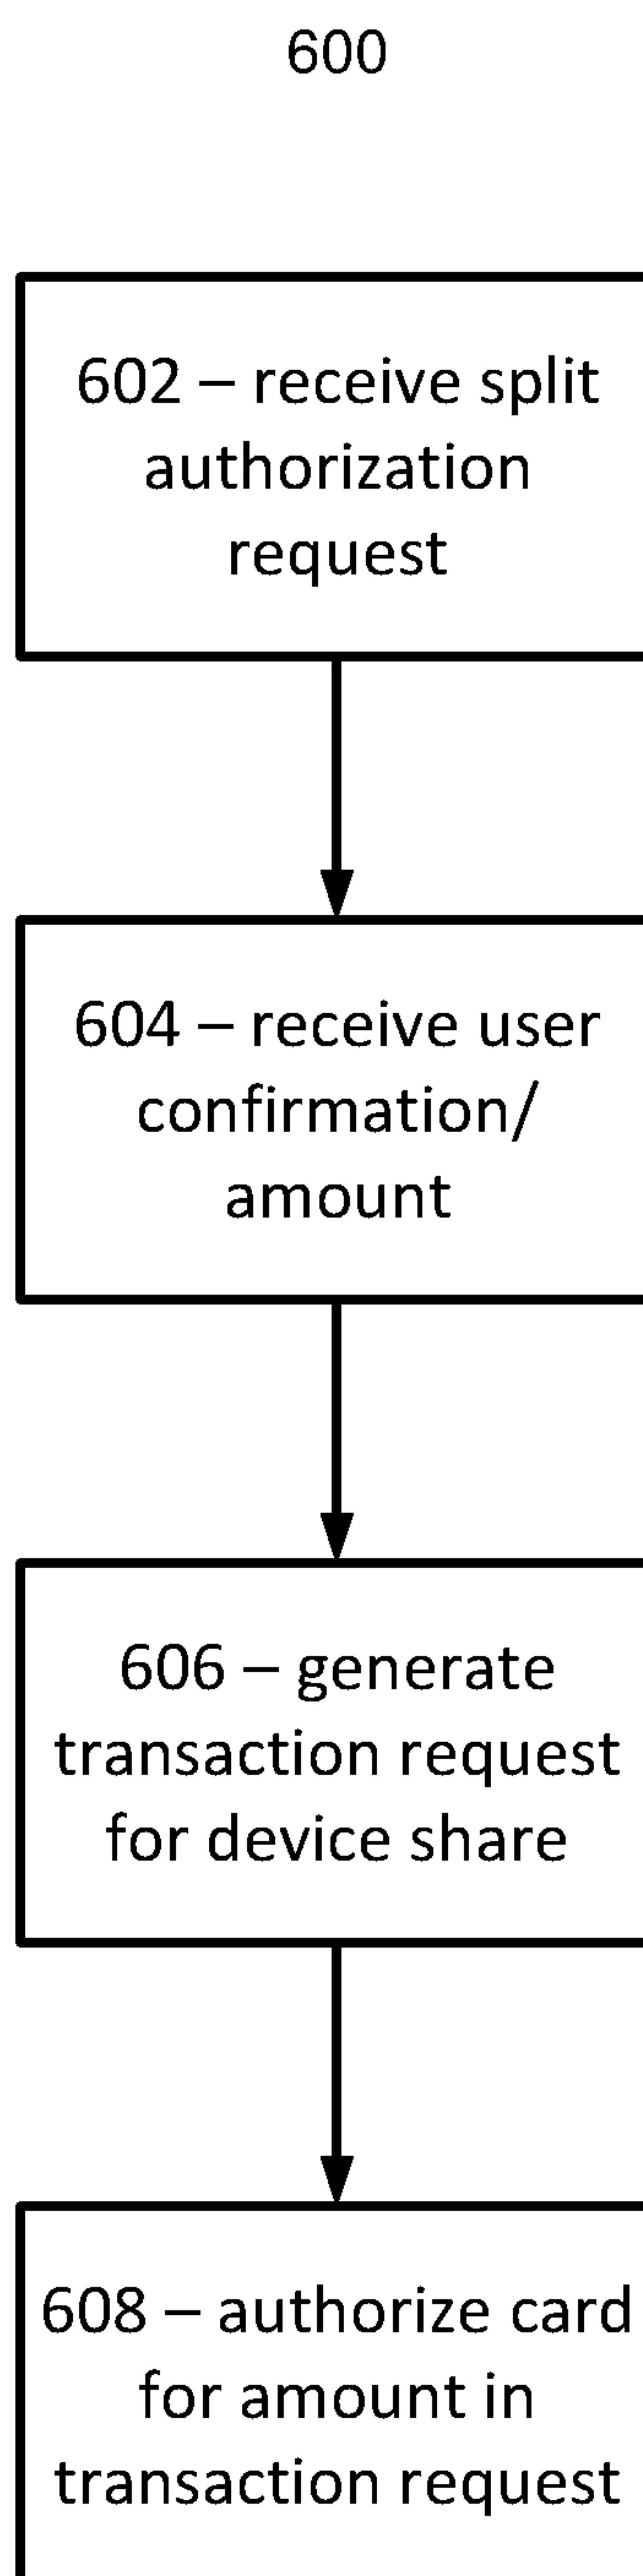 600
602 – receive split
authorization
request
604 – receive user
confirmation/
amount
606 – generate
transaction request
for device share
608 – authorize card
for amount in
transaction request